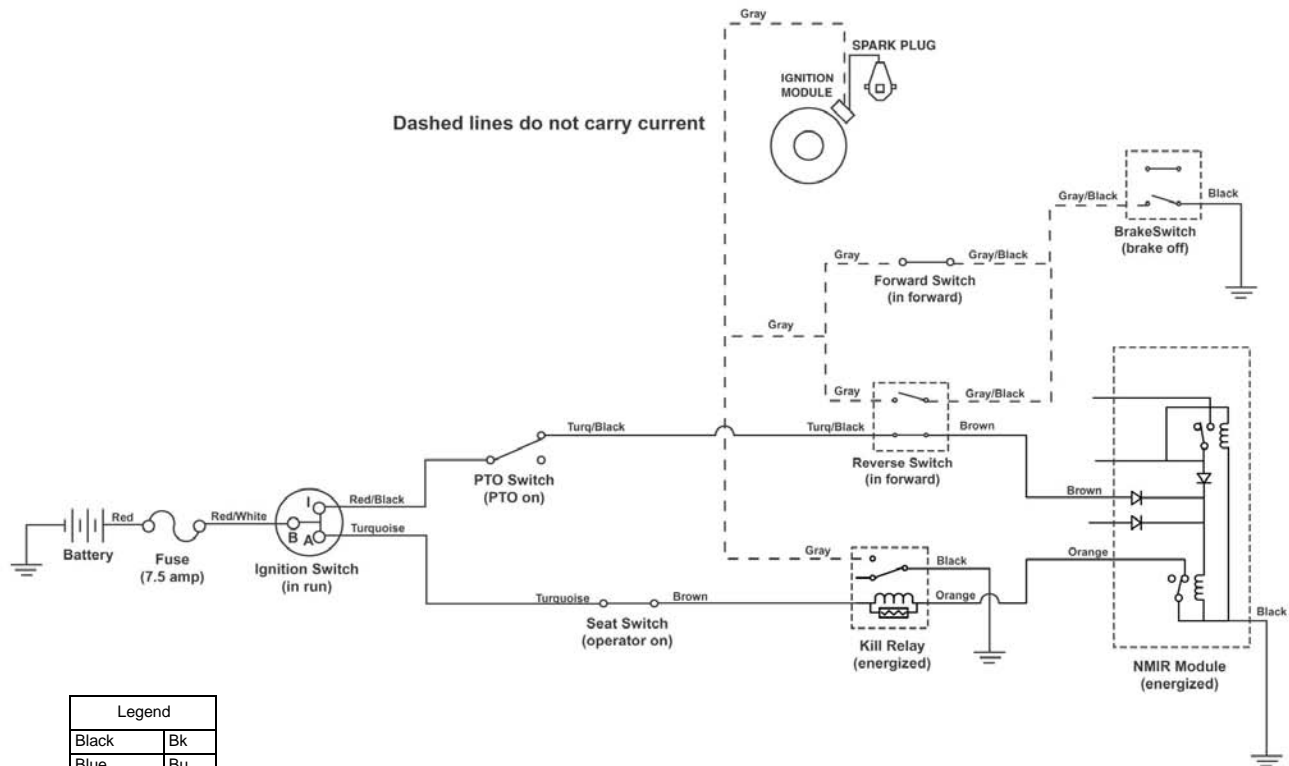 Gray
SPARK PLUG
IGNITION
MODULE
Dashed lines do not carry current
Gray/Black
Black
BrakeSwitch
(brake off)
Gray
Gray/Black
Forward Switch
(in forward)
Gray
Gray
Gray/Black
Turq/Black
Turq/Black
Brown
Reverse Switch
(in forward)
PTO Switch
(PTO on)
Red/Black
I
Red
Red/White
B
A
Turquoise
Battery
Fuse
(7.5 amp)
Ignition Switch
(in run)
Brown
Gray
Black
Orange
Turquoise
Brown
Orange
Seat Switch
(operator on)
Kill Relay
(energized)
Black
NMIR Module
(energized)
Legend
Black Bk
Blue Bu